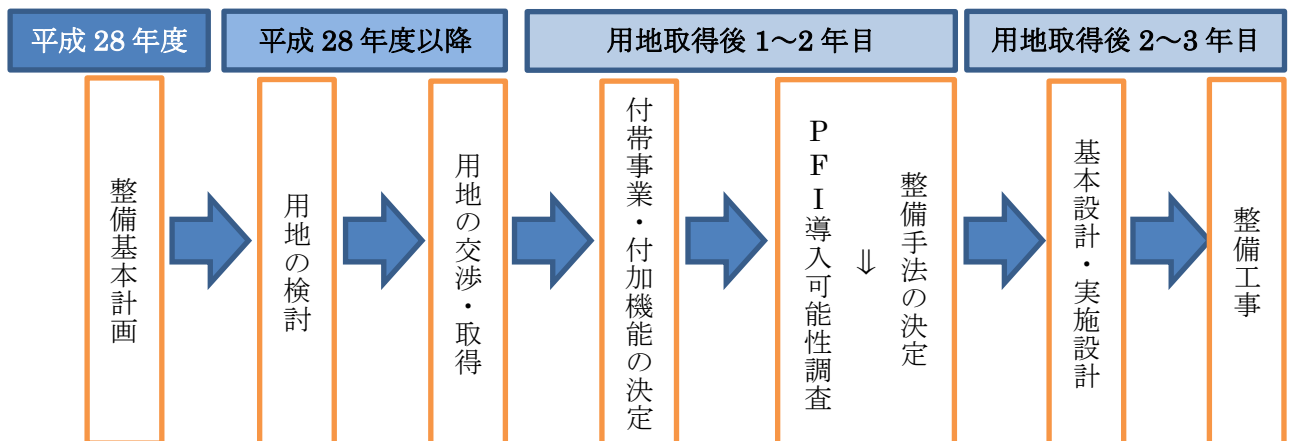 平成 28 年度
平成 28 年度以降
用地取得後 1～2 年目
用地取得後 2～3 年目
整備基本計画
用地の検討
用地の交渉・取得
付帯事業・付加機能の決定
PFI導入可能性調査
⇓
整備手法の決定
基本設計・実施設計
整備工事